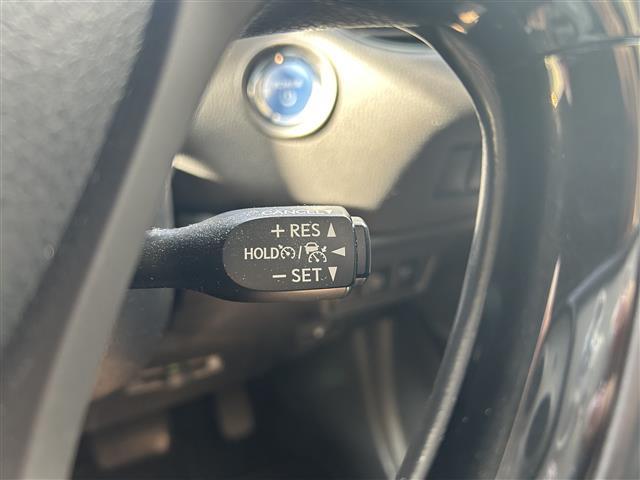 CANCEL
+ RES ▲
HOLD / ◀
− SET ▼